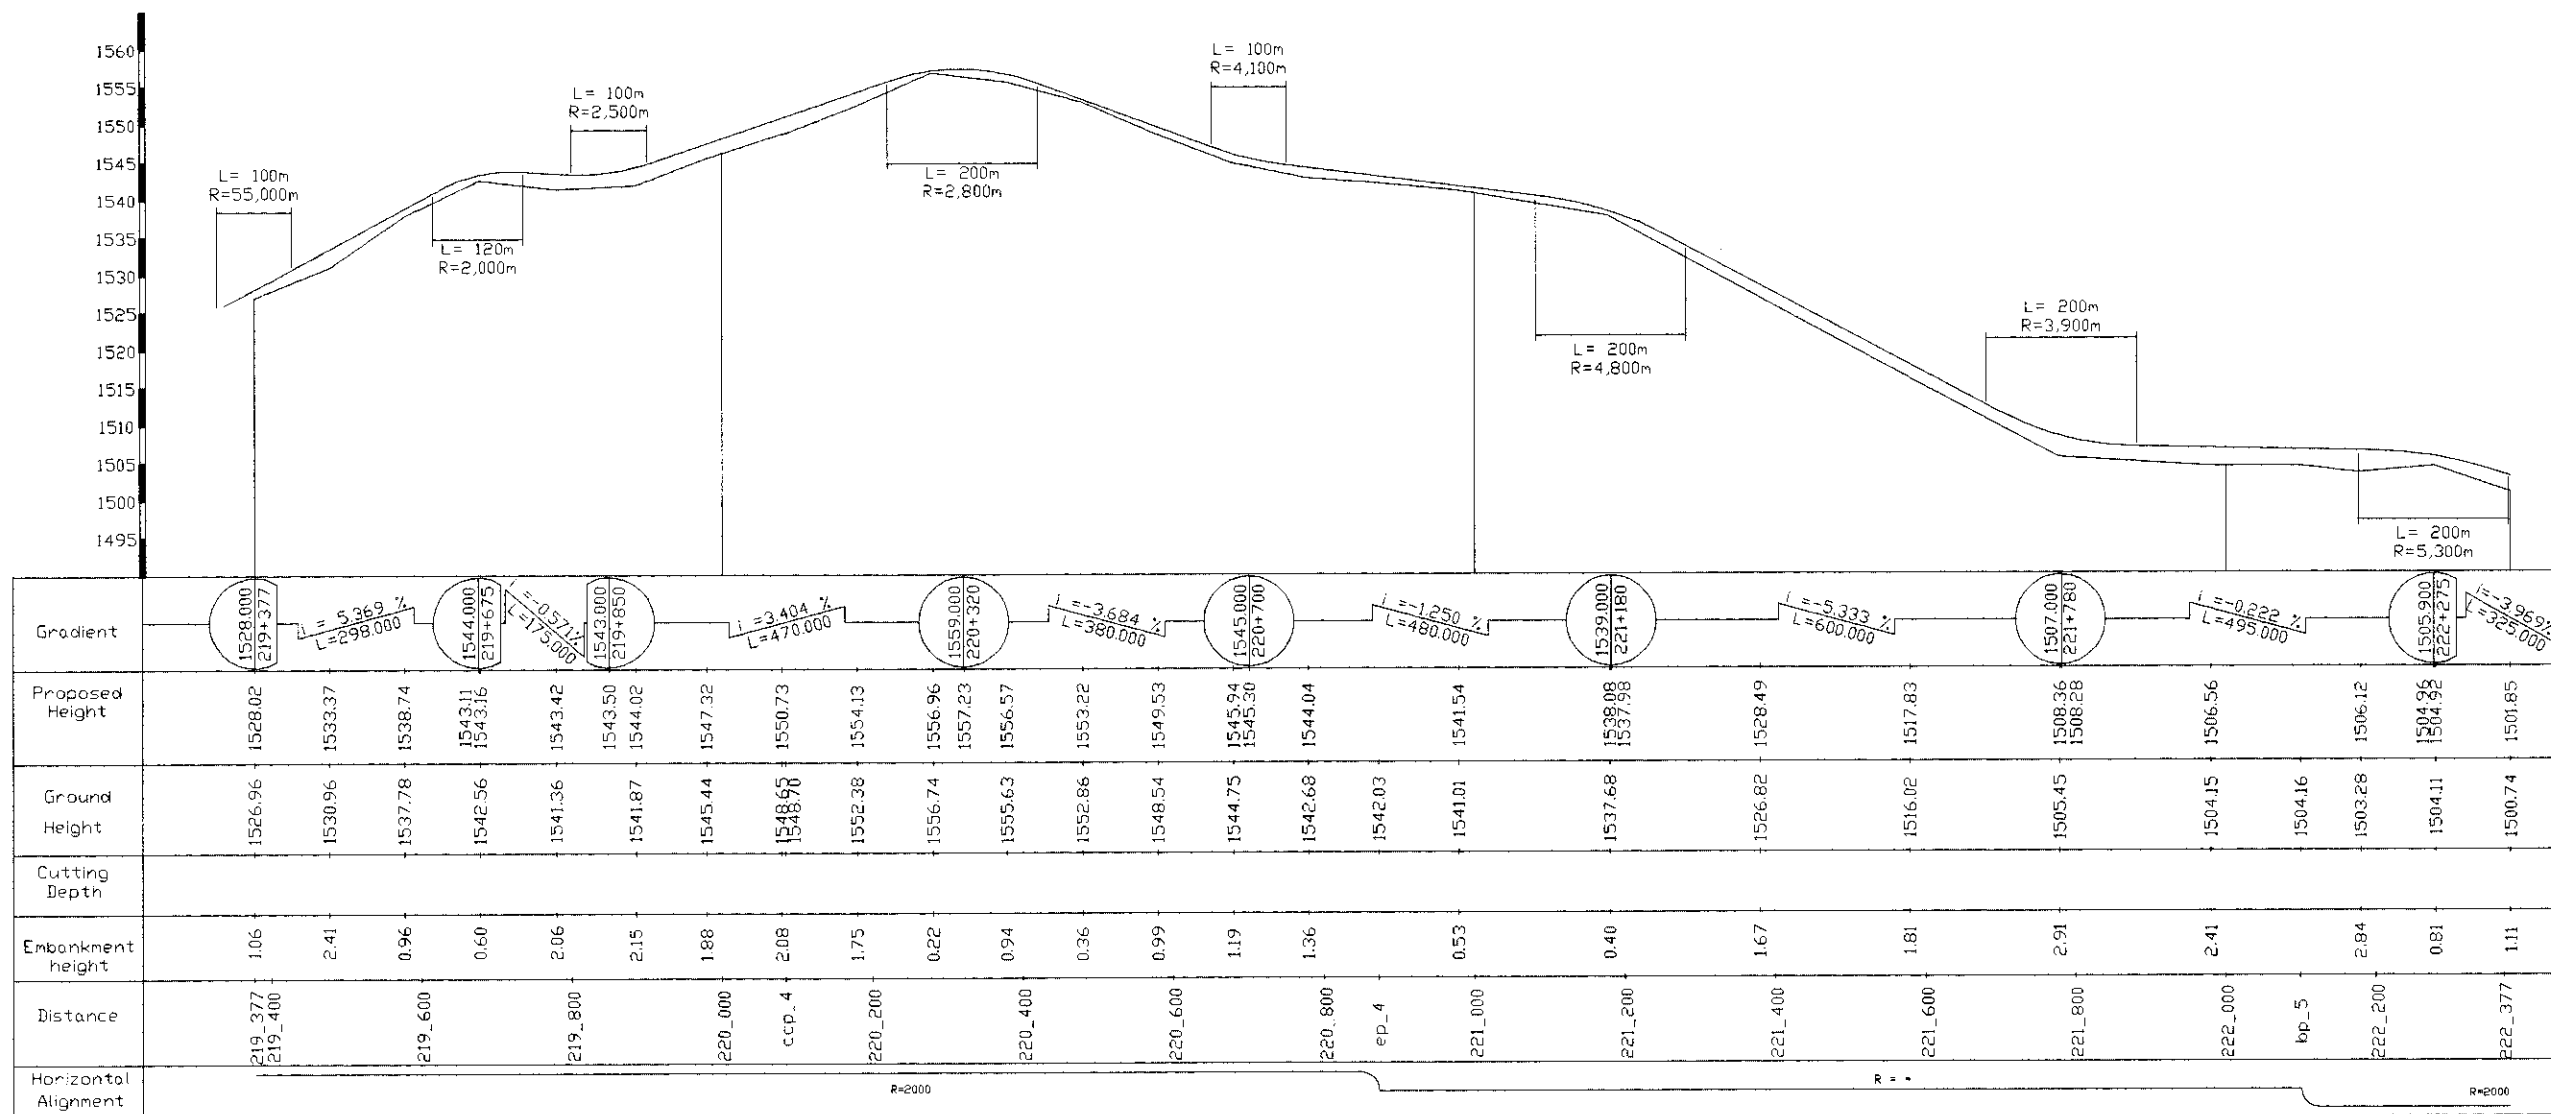 1560
1555
1550
1545
1540
1535
1530
1525
1520
1515
1510
1505
1500
1495
L= 100m
R=55,000m
L= 120m
R=2,000m
L= 100m
R=2,500m
L= 200m
R=2,800m
L= 100m
R=4,100m
L= 200m
R=4,800m
L= 200m
R=3,900m
L= 200m
R=5,300m
Gradient
1528.000
219+377
i = 5.369 %
L=298.000
1544.000
219+675
i =-0.571%
L=175.000
1543.000
219+850
i =3.404 %
L=470.000
1559.000
220+320
i =-3.684 %
L=380.000
1545.000
220+700
i =-1.250 %
L=480.000
1539.000
221+180
i =-5.333 %
L=600.000
1507.000
221+780
i =-0.222 %
L=495.000
1505.900
222+275
i=-3.969%
L=325.000
Proposed
Height
1528.02
1533.37
1538.74
1543.11
1543.16
1543.42
1543.50
1544.02
1547.32
1550.73
1554.13
1556.96
1557.23
1556.57
1553.22
1549.53
1545.94
1545.30
1544.04
1541.54
1538.08
1537.98
1528.49
1517.83
1508.36
1508.28
1506.56
1506.12
1504.96
1504.92
1501.85
Ground
Height
1526.96
1530.96
1537.78
1542.56
1541.36
1541.87
1545.44
1548.65
1548.70
1552.38
1556.74
1555.63
1552.86
1548.54
1544.75
1542.68
1542.03
1541.01
1537.68
1526.82
1516.02
1505.45
1504.15
1504.16
1503.28
1504.11
1500.74
Cutting
Depth
Embankment
height
1.06
2.41
0.96
0.60
2.06
2.15
1.88
2.08
1.75
0.22
0.94
0.36
0.99
1.19
1.36
0.53
0.40
1.67
1.81
2.91
2.41
2.84
0.81
1.11
Distance
219_377
219_400
219_600
219_800
220_000
ccp_4
220_200
220_400
220_600
220_800
ep_4
221_000
221_200
221_400
221_600
221_800
222_000
bp_5
222_200
222_377
Horizontal
Alignment
R=2000
R =
R=2000